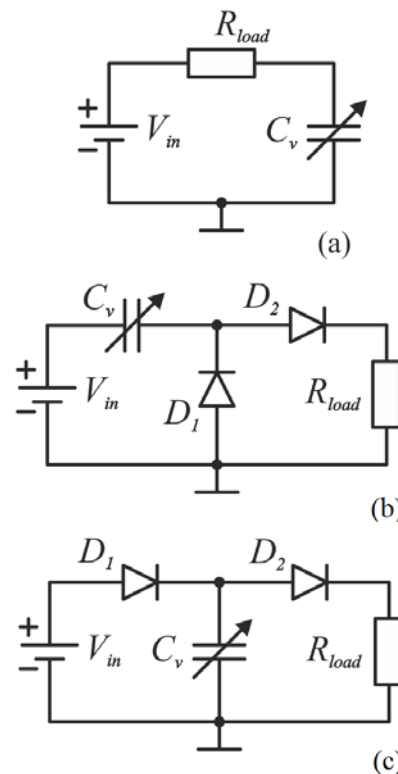 R_load
+
-
V_in
C_v
(a)
C_v
D_2
+
-
V_in
D_1
R_load
(b)
D_1
D_2
+
-
V_in
C_v
R_load
(c)